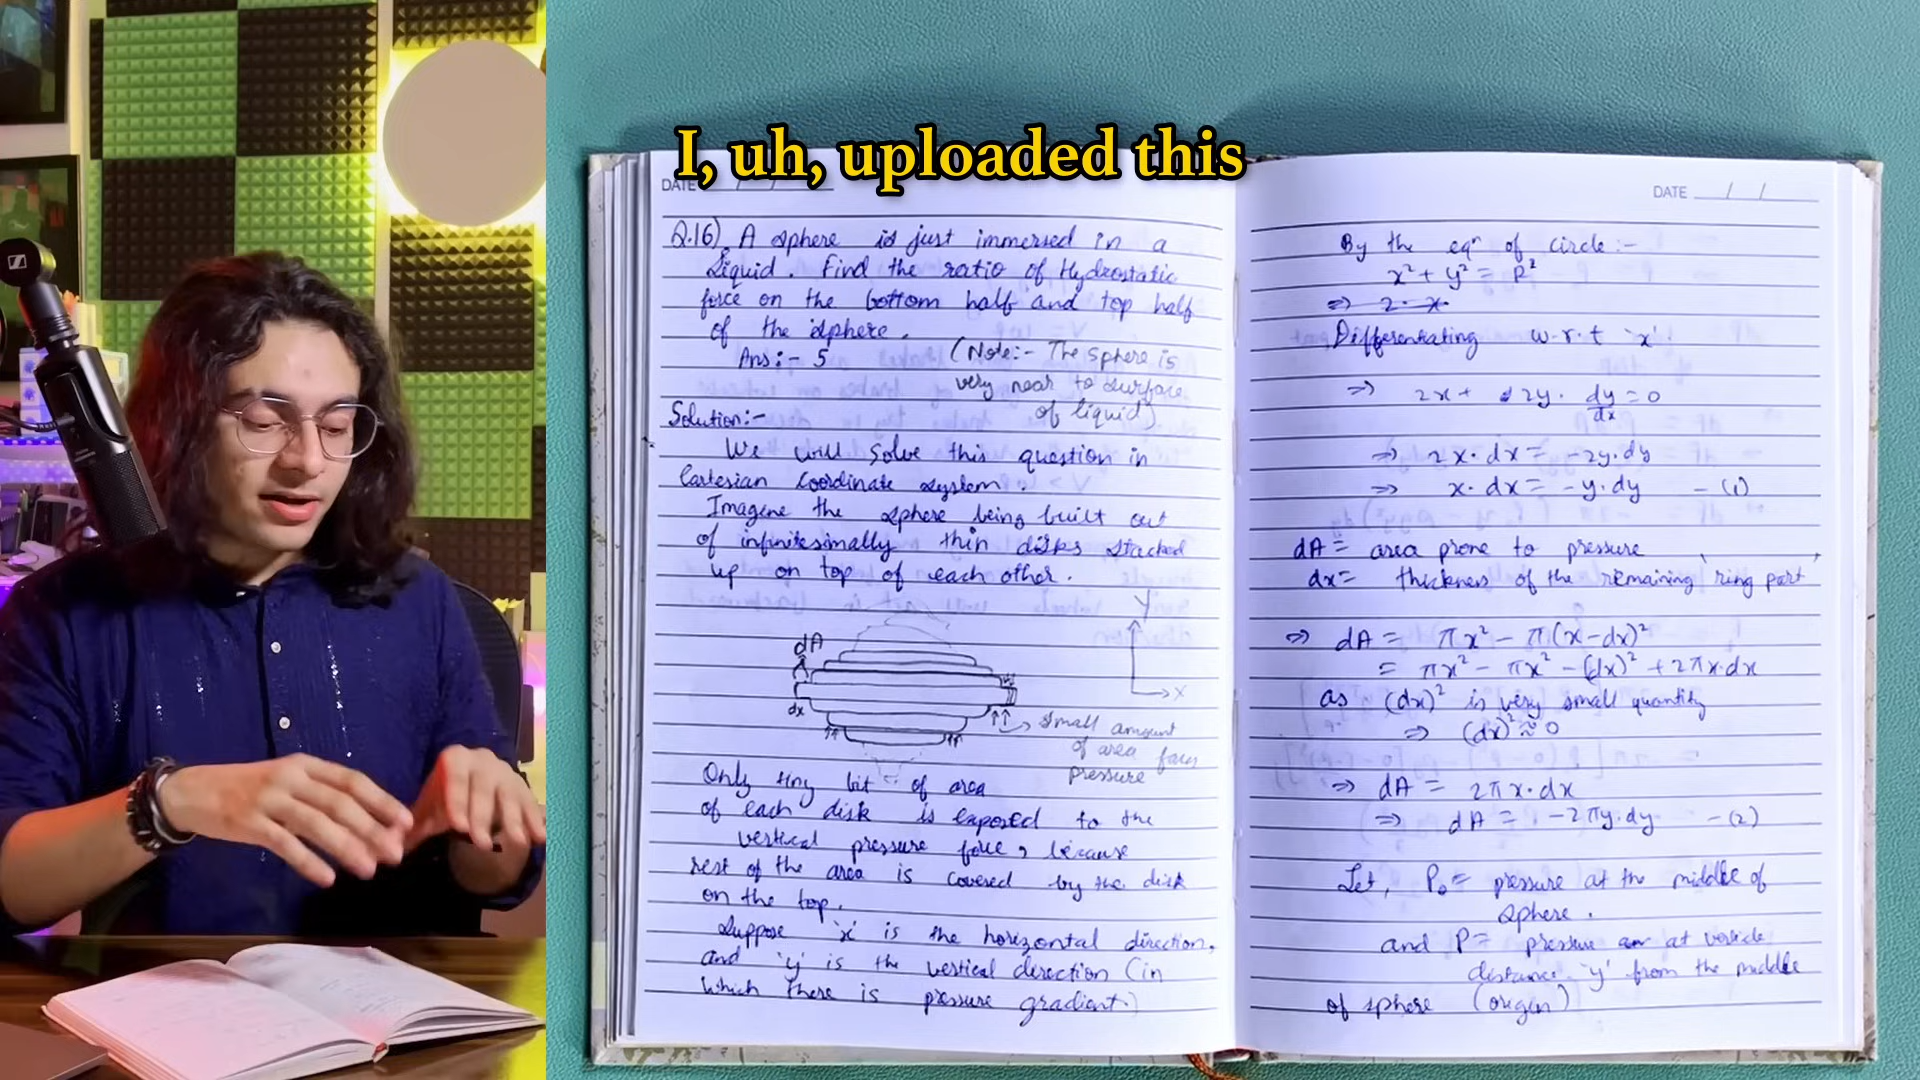 I, uh, uploaded this
DATE
Q.16) A sphere is just immersed in a
liquid. Find the ratio of Hydrostatic
force on the bottom half and top half
of the sphere.
Ans:- 5
(Note:- The sphere is
very near to surface
of liquid)
Solution:-
We will solve this question in
Cartesian Coordinate system.
Imagine the sphere being built out
of infinitesimally thin disks stacked
up on top of each other.
dA
dx
Y
x
small amount
of area faces
pressure
Only tiny bit of area
of each disk is exposed to the
vertical pressure force, because
rest of the area is covered by the disk
on the top.
Suppose 'x' is the horizontal direction,
and 'y' is the vertical direction (in
which there is pressure gradient.)
DATE / /
By the eqⁿ of circle:-
x² + y² = R²
⇒ 2·x
Differentiating w.r.t 'x'
⇒ 2x + 2y · dy/dx = 0
⇒ 2x·dx = -2y·dy
⇒ x·dx = -y·dy -(1)
dA = area prone to pressure
dx = thickness of the remaining 'ring part'
⇒ dA = πx² - π(x-dx)²
= πx² - πx² - (dx)² + 2πx·dx
as (dx)² is very small quantity
⇒ (dx)² ≈ 0
⇒ dA = 2πx·dx
⇒ dA = -2πy·dy -(2)
Let, P₀ = pressure at the middle of
sphere.
and P = pressure at
distance 'y' from the middle
of sphere (origin)